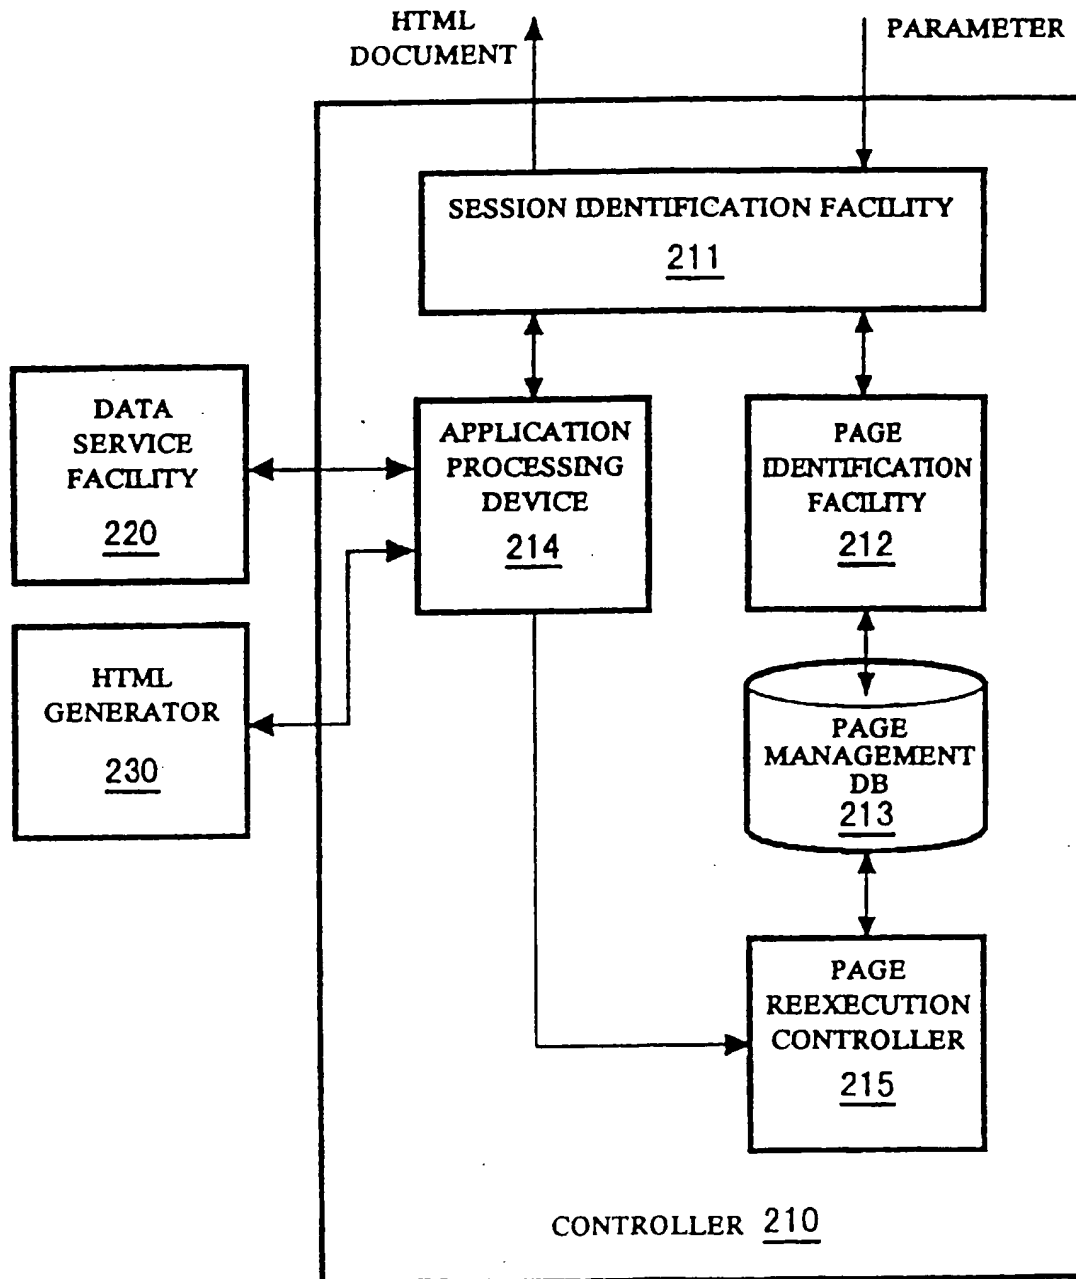 HTML
DOCUMENT
PARAMETER
SESSION IDENTIFICATION FACILITY
211
DATA
SERVICE
FACILITY
220
APPLICATION
PROCESSING
DEVICE
214
PAGE
IDENTIFICATION
FACILITY
212
HTML
GENERATOR
230
PAGE
MANAGEMENT
DB
213
PAGE
REEXECUTION
CONTROLLER
215
CONTROLLER 210